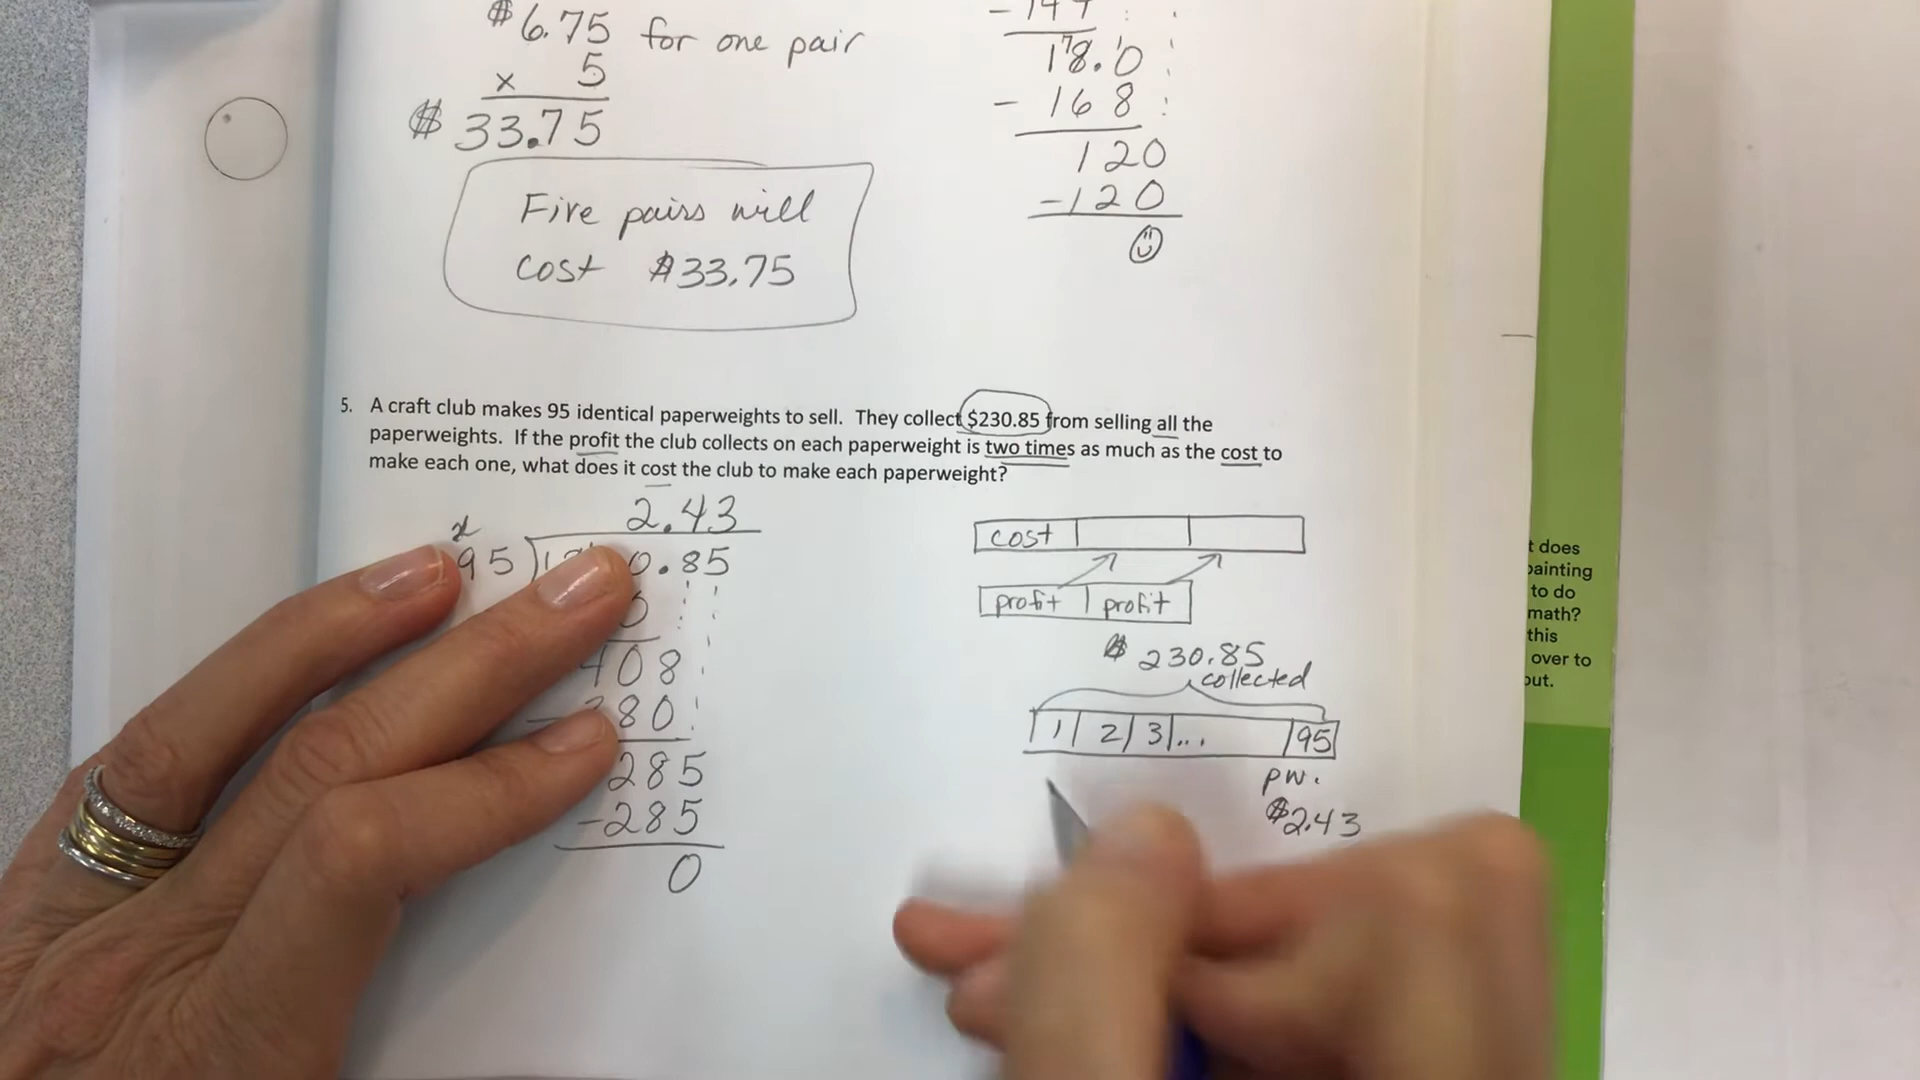 $6.75 for one pair
x 5
$33.75
Five pairs will
cost $33.75
18.0
- 168
120
-120
5. A craft club makes 95 identical paperweights to sell. They collect $230.85 from selling all the
paperweights. If the profit the club collects on each paperweight is two times as much as the cost to
make each one, what does it cost the club to make each paperweight?
2.43
95 0.85
0
408
- 380
285
-285
0
cost
profit profit
$ 230.85
collected
1 2 3 ... 95
pw.
$2.43
t does
painting
to do
math?
this
over to
out.